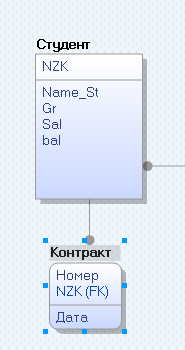 Студент
NZK
Name_St
Gr
Sal
bal
Контракт
Номер
NZK (FK)
Дата